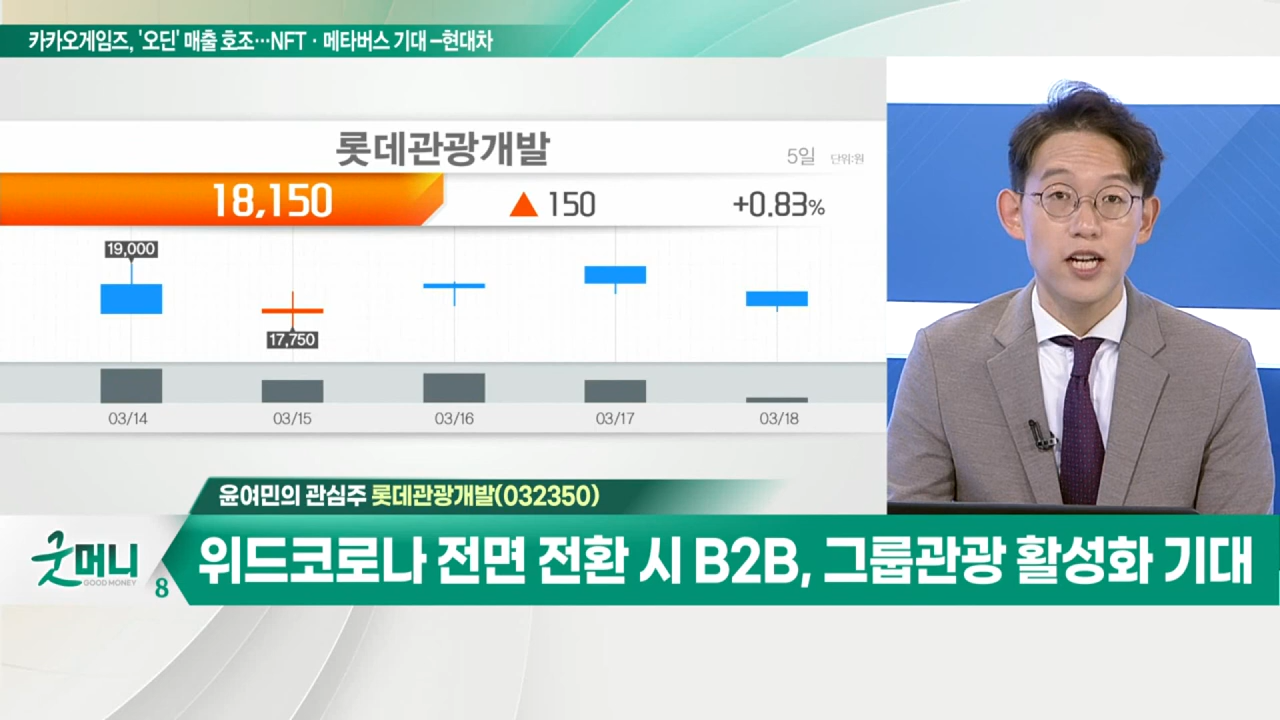 카카오게임즈, '오딘' 매출 호조…NFT · 메타버스 기대 –현대차
롯데관광개발
5일 단위:원
18,150 ▲ 150 +0.83%
19,000
17,750
03/14 03/15 03/16 03/17 03/18
윤여민의 관심주 롯데관광개발(032350)
굿머니
GOOD MONEY
8
위드코로나 전면 전환 시 B2B, 그룹관광 활성화 기대